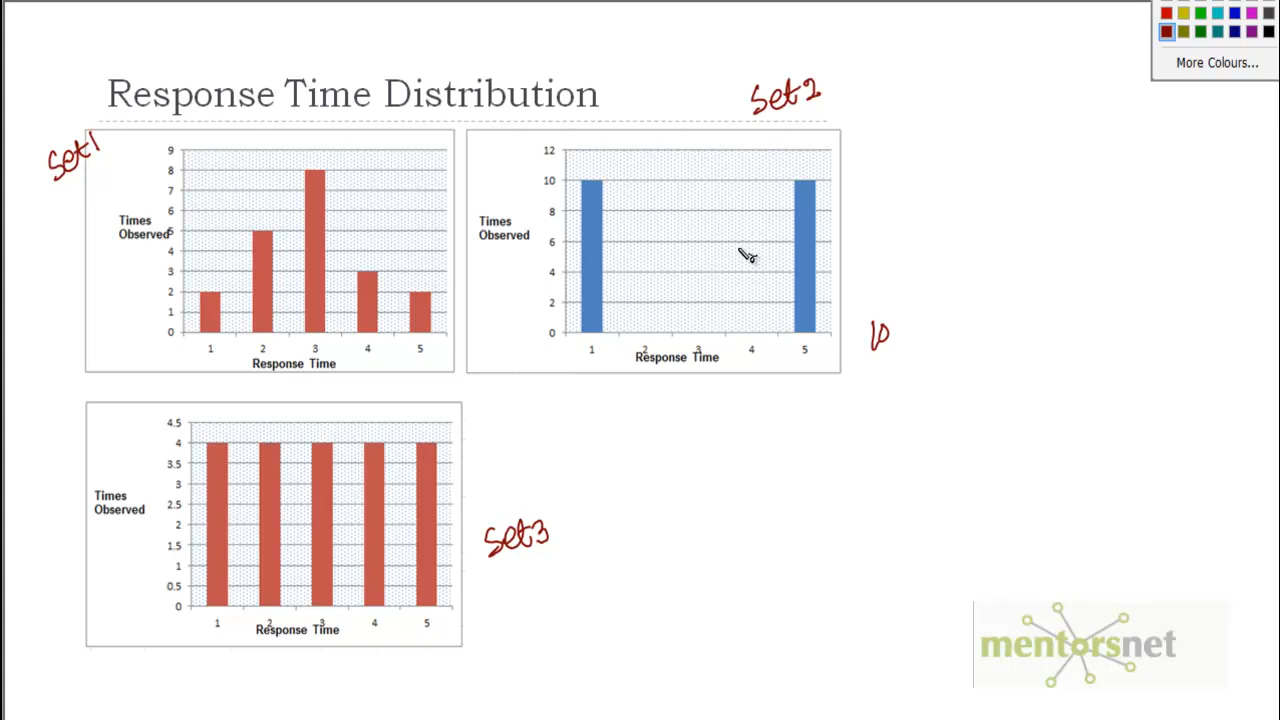 More Colours...
Response Time Distribution
Set2
Set1
9
8
7
6
5
4
3
2
1
0
Times
Observed
1 2 3 4 5
Response Time
12
10
8
6
4
2
0
Times
Observed
1 2 3 4 5
Response Time
10
4.5
4
3.5
3
2.5
2
1.5
1
0.5
0
Times
Observed
1 2 3 4 5
Response Time
Set3
mentorsnet